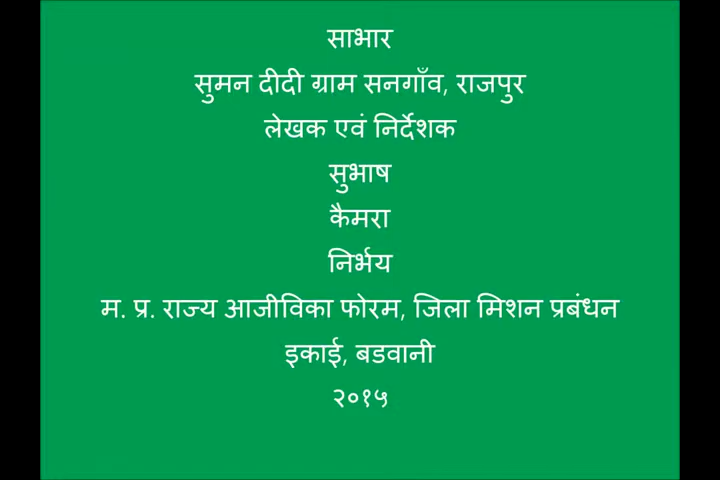 साभार
सुमन दीदी ग्राम सनगाँव, राजपुर
लेखक एवं निर्देशक
सुभाष
कैमरा
निर्भय
म. प्र. राज्य आजीविका फोरम, जिला मिशन प्रबंधन
इकाई, बडवानी
२०१५